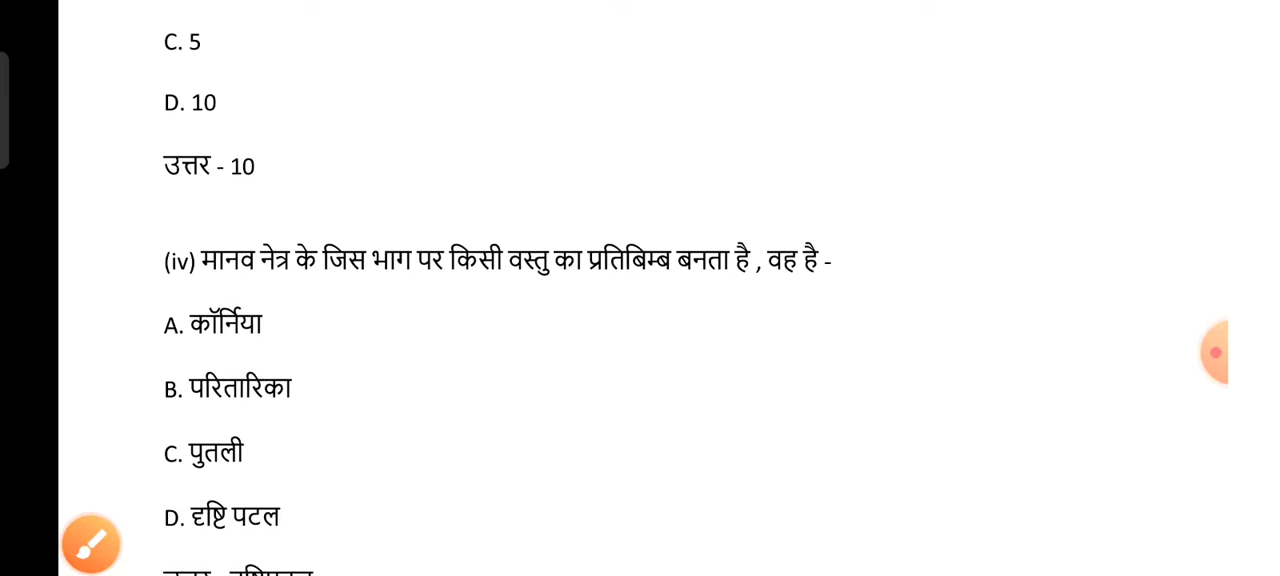 C. 5
D. 10
उत्तर - 10
(iv) मानव नेत्र के जिस भाग पर किसी वस्तु का प्रतिबिम्ब बनता है , वह है -
A. कॉर्निया
B. परितारिका
C. पुतली
D. दृष्टि पटल